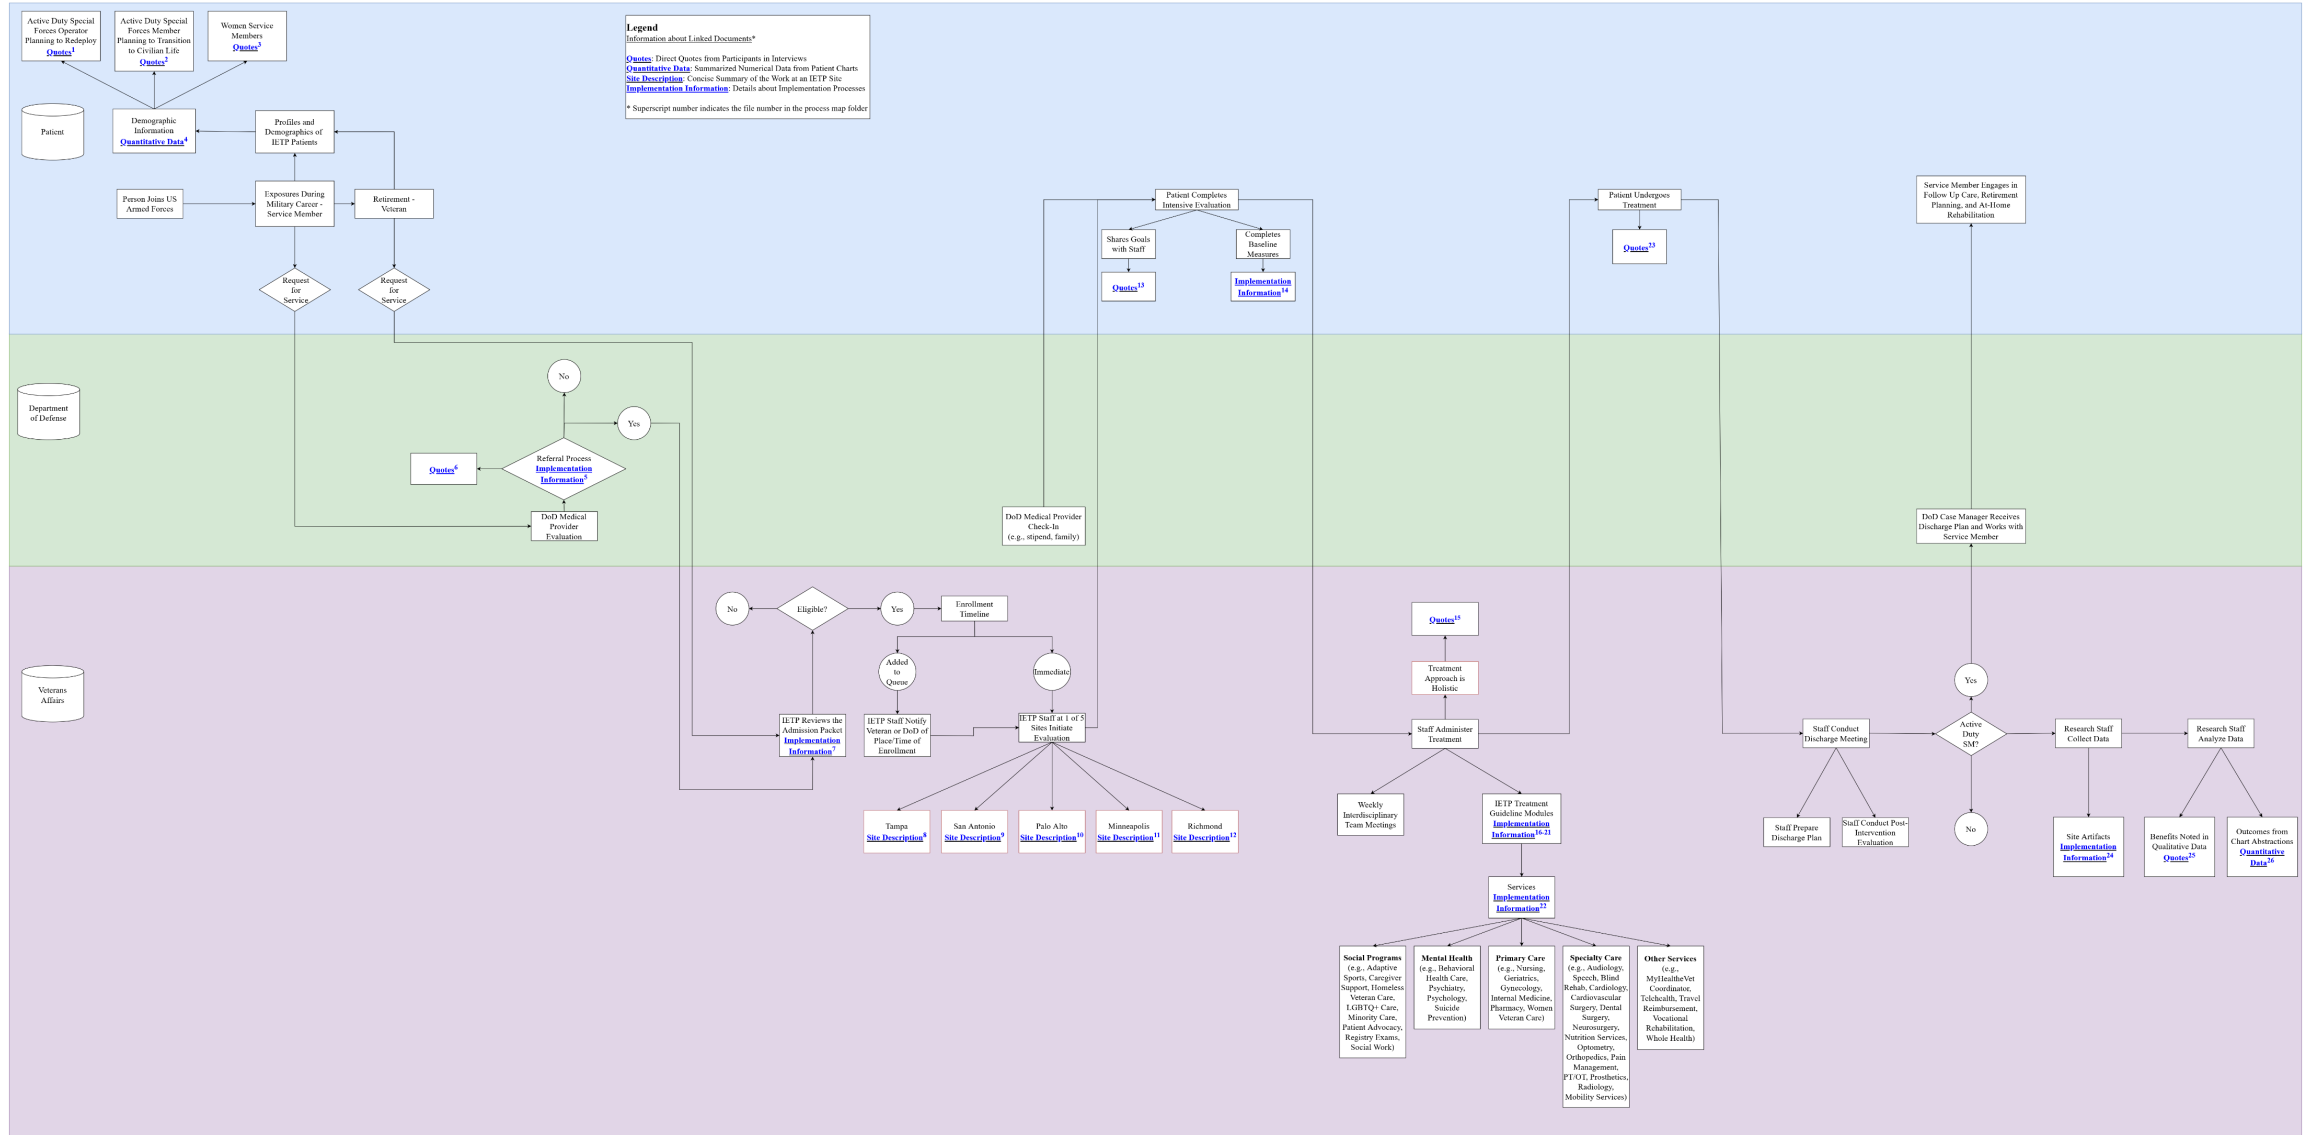 Active Duty Special
Forces Operator
Planning to Redeploy
Quotes1
Active Duty Special
Forces Member
Planning to Transition
to Civilian Life
Quotes2
Women Service
Members
Quotes3
Legend
Information about Linked Documents*
Quotes: Direct Quotes from Participants in Interviews
Quantitative Data: Summarized Numerical Data from Patient Charts
Site Description: Concise Summary of the Work at an IETP Site
Implementation Information: Details about Implementation Processes
* Superscript number indicates the file number in the process map folder
Patient
Demographic
Information
Quantitative Data4
Profiles and
Demographics of
IETP Patients
Person Joins US
Armed Forces
Exposures During
Military Career -
Service Member
Retirement -
Veteran
Request
for
Service
Request
for
Service
Patient Completes
Intensive Evaluation
Shares Goals
with Staff
Quotes13
Completes
Baseline
Measures
Implementation
Information14
Patient Undergoes
Treatment
Quotes23
Service Member Engages in
Follow Up Care, Retirement
Planning, and At-Home
Rehabilitation
Department
of Defense
No
Yes
Referral Process
Implementation
Information5
Quotes6
DoD Medical
Provider
Evaluation
DoD Medical Provider
Check-In
(e.g., stipend, family)
DoD Case Manager Receives
Discharge Plan and Works with
Service Member
Veterans
Affairs
No
Eligible?
Yes
Enrollment
Timeline
Added
to
Queue
Immediate
IETP Reviews the
Admission Packet
Implementation
Information7
IETP Staff Notify
Veteran or DoD of
Place/Time of
Enrollment
IETP Staff at 1 of 5
Sites Initiate
Evaluation
Tampa
Site Description8
San Antonio
Site Description9
Palo Alto
Site Description10
Minneapolis
Site Description11
Richmond
Site Description12
Quotes15
Treatment
Approach is
Holistic
Staff Administer
Treatment
Weekly
Interdisciplinary
Team Meetings
IETP Treatment
Guideline Modules
Implementation
Information16-21
Services
Implementation
Information22
Social Programs
(e.g., Adaptive
Sports, Caregiver
Support, Homeless
Veteran Care,
LGBTQ+ Care,
Minority Care,
Patient Advocacy,
Registry Exams,
Social Work)
Mental Health
(e.g., Behavioral
Health Care,
Psychiatry,
Psychology,
Suicide
Prevention)
Primary Care
(e.g., Nursing,
Geriatrics,
Gynecology,
Internal Medicine,
Pharmacy, Women
Veteran Care)
Specialty Care
(e.g., Audiology,
Speech, Blind
Rehab, Cardiology,
Cardiovascular
Surgery, Dental
Surgery,
Neurosurgery,
Nutrition Services,
Optometry,
Orthopedics, Pain
Management,
PT/OT, Prosthetics,
Radiology,
Mobility Services)
Other Services
(e.g.,
MyHealtheVet
Coordinator,
Telehealth, Travel
Reimbursement,
Vocational
Rehabilitation,
Whole Health)
Staff Conduct
Discharge Meeting
Staff Prepare
Discharge Plan
Staff Conduct Post-
Intervention
Evaluation
Yes
Active
Duty
SM?
No
Research Staff
Collect Data
Site Artifacts
Implementation
Information24
Research Staff
Analyze Data
Benefits Noted in
Qualitative Data
Quotes25
Outcomes from
Chart Abstractions
Quantitative
Data26